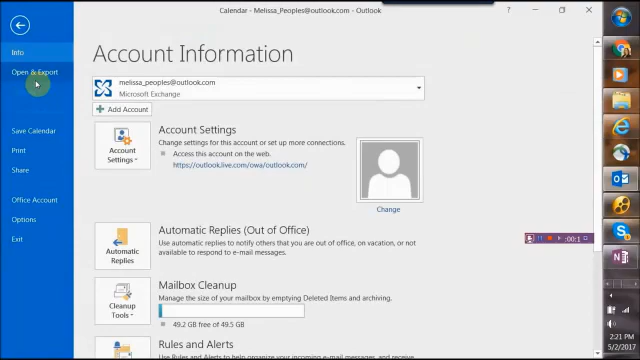 Calendar - Melissa_Peoples@outlook.com - Outlook
Info
Open & Export
Save Calendar
Print
Share
Office Account
Options
Exit
Account Information
melissa_peoples@outlook.com
Microsoft Exchange
Add Account
Account
Settings
Account Settings
Change settings for this account or set up more connections.
Access this account on the web.
https://outlook.live.com/owa/outlook.com/
Change
Automatic
Replies
Automatic Replies (Out of Office)
Use automatic replies to notify others that you are out of office, on vacation, or not
available to respond to e-mail messages.
Cleanup
Tools
Mailbox Cleanup
Manage the size of your mailbox by emptying Deleted Items and archiving.
49.2 GB free of 49.5 GB
Rules and Alerts
2:21 PM
5/2/2017